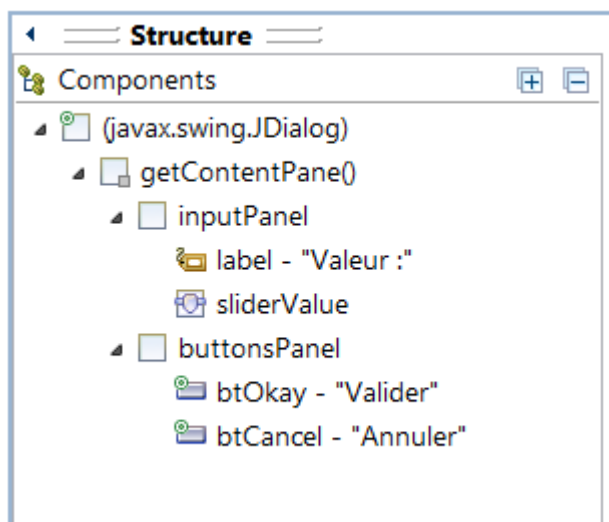 Structure
Components
(javax.swing.JDialog)
getContentPane()
inputPanel
label - "Valeur :"
sliderValue
buttonsPanel
btOkay - "Valider"
btCancel - "Annuler"